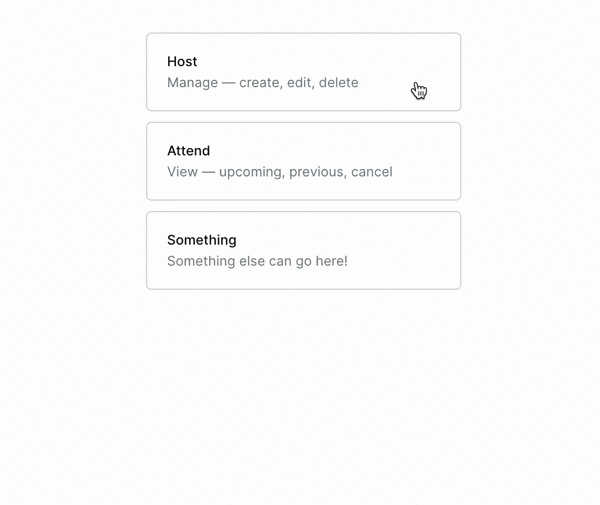 Host
Manage — create, edit, delete
Attend
View — upcoming, previous, cancel
Something
Something else can go here!